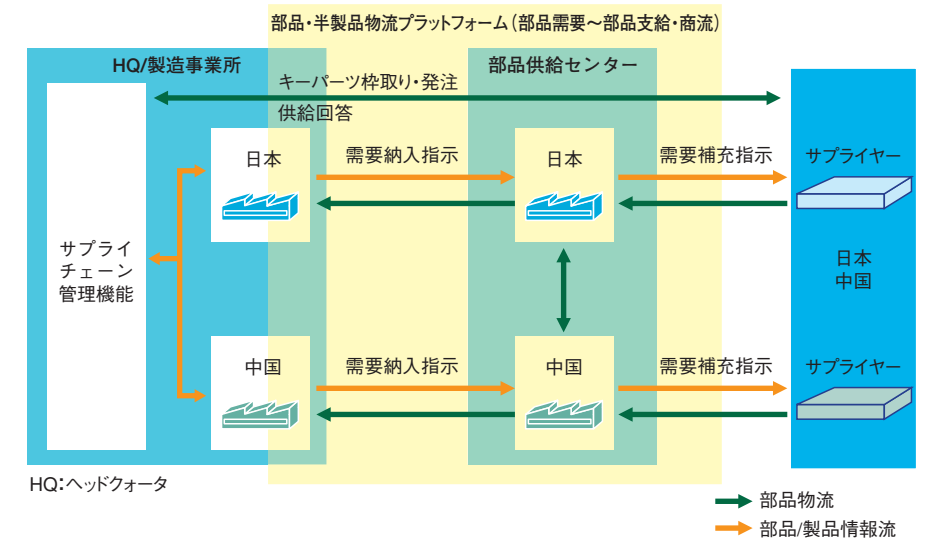 部品・半製品物流プラットフォーム（部品需要～部品支給・商流）
HQ/製造事業所
部品供給センター
キーパーツ枠取り・発注
供給回答
日本
需要納入指示
日本
需要補充指示
サプライヤー
サプライ
チェーン
管理機能
日本
中国
中国
需要納入指示
中国
需要補充指示
サプライヤー
HQ：ヘッドクォータ
部品物流
部品/製品情報流